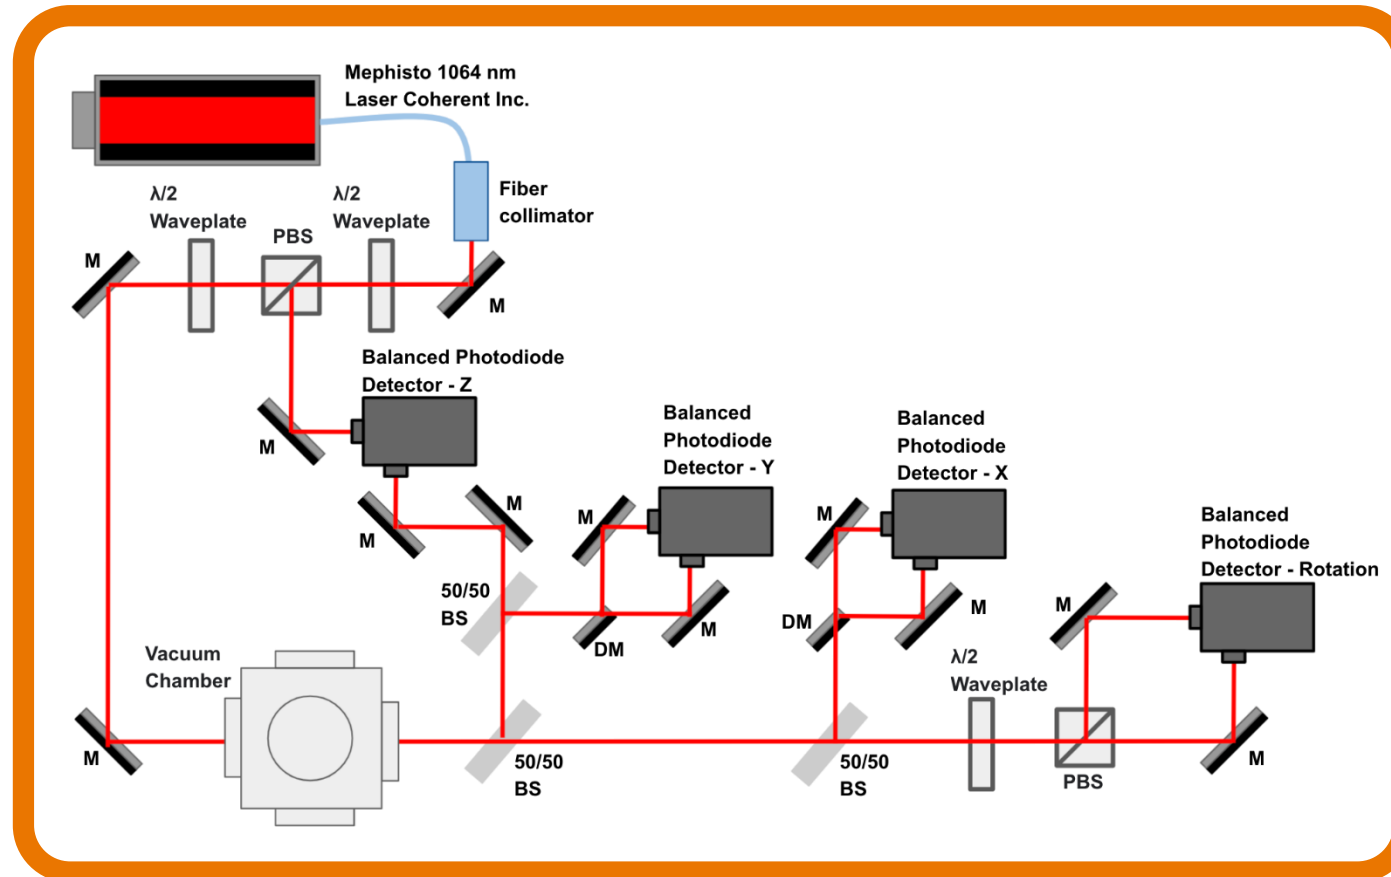 Mephisto 1064 nm
Laser Coherent Inc.
λ/2
Waveplate
PBS
λ/2
Waveplate
Fiber
collimator
M
M
Balanced Photodiode
Detector - Z
M
Balanced
Photodiode
Detector - Y
Balanced
Photodiode
Detector - X
Balanced
Photodiode
Detector - Rotation
M
M
M
M
50/50
BS
DM
M
DM
M
M
Vacuum
Chamber
λ/2
Waveplate
M
50/50
BS
50/50
BS
PBS
M